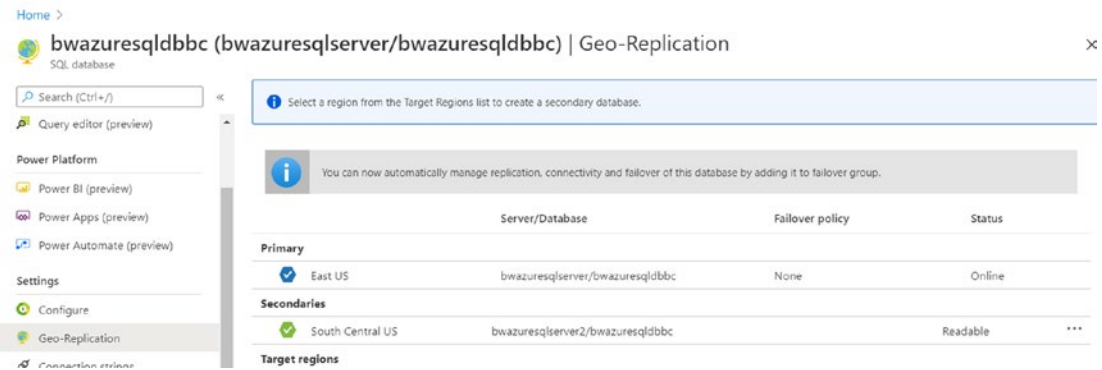 Home >
bwazuresqldbbc (bwazuresqlserver/bwazuresqldbbc) | Geo-Replication
SQL database
Search (Ctrl+/)
Query editor (preview)
Power Platform
Power BI (preview)
Power Apps (preview)
Power Automate (preview)
Settings
Configure
Geo-Replication
Connection strings
Select a region from the Target Regions list to create a secondary database.
You can now automatically manage replication, connectivity and failover of this database by adding it to failover group.
Server/Database Failover policy Status
Primary
East US bwazuresqlserver/bwazuresqldbbc None Online
Secondaries
South Central US bwazuresqlserver2/bwazuresqldbbc Readable ...
Target regions